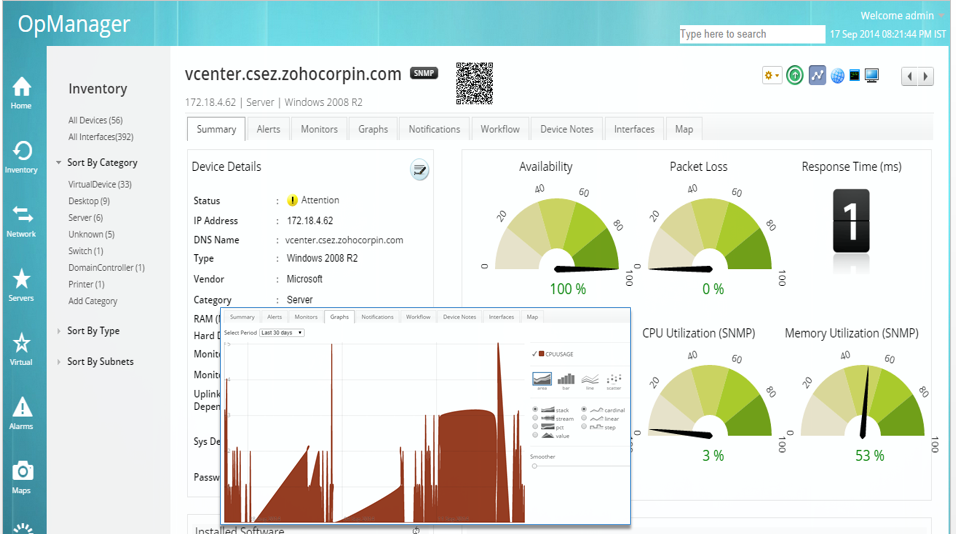 OpManager
Welcome admin
Type here to search
17 Sep 2014 08:21:44 PM IST
Home
Inventory
Network
Servers
Virtual
Alarms
Maps
Inventory
All Devices (56)
All Interfaces(392)
Sort By Category
VirtualDevice (33)
Desktop (9)
Server (6)
Unknown (5)
Switch (1)
DomainController (1)
Printer (1)
Add Category
Sort By Type
Sort By Subnets
vcenter.csez.zohocorpin.com SNMP
172.18.4.62 | Server | Windows 2008 R2
Summary Alerts Monitors Graphs Notifications Workflow Device Notes Interfaces Map
Device Details
Status : Attention
IP Address : 172.18.4.62
DNS Name : vcenter.csez.zohocorpin.com
Type : Windows 2008 R2
Vendor : Microsoft
Category : Server
RAM (
Hard D
Monit
Monit
Uplink
Depen
Sys De
Passw
Installed Software
Availability
0 20 40 60 80 100
100 %
Packet Loss
0 20 40 60 80 100
0 %
Response Time (ms)
1
CPU Utilization (SNMP)
0 20 40 60 80 100
3 %
Memory Utilization (SNMP)
0 20 40 60 80 100
53 %
Summary Alerts Monitors Graphs Notifications Workflow Device Notes Interfaces Map
Select Period Last 30 days
CPUUSAGE
area bar line scatter
stack cardinal
stream linear
pct step
value
Smoother